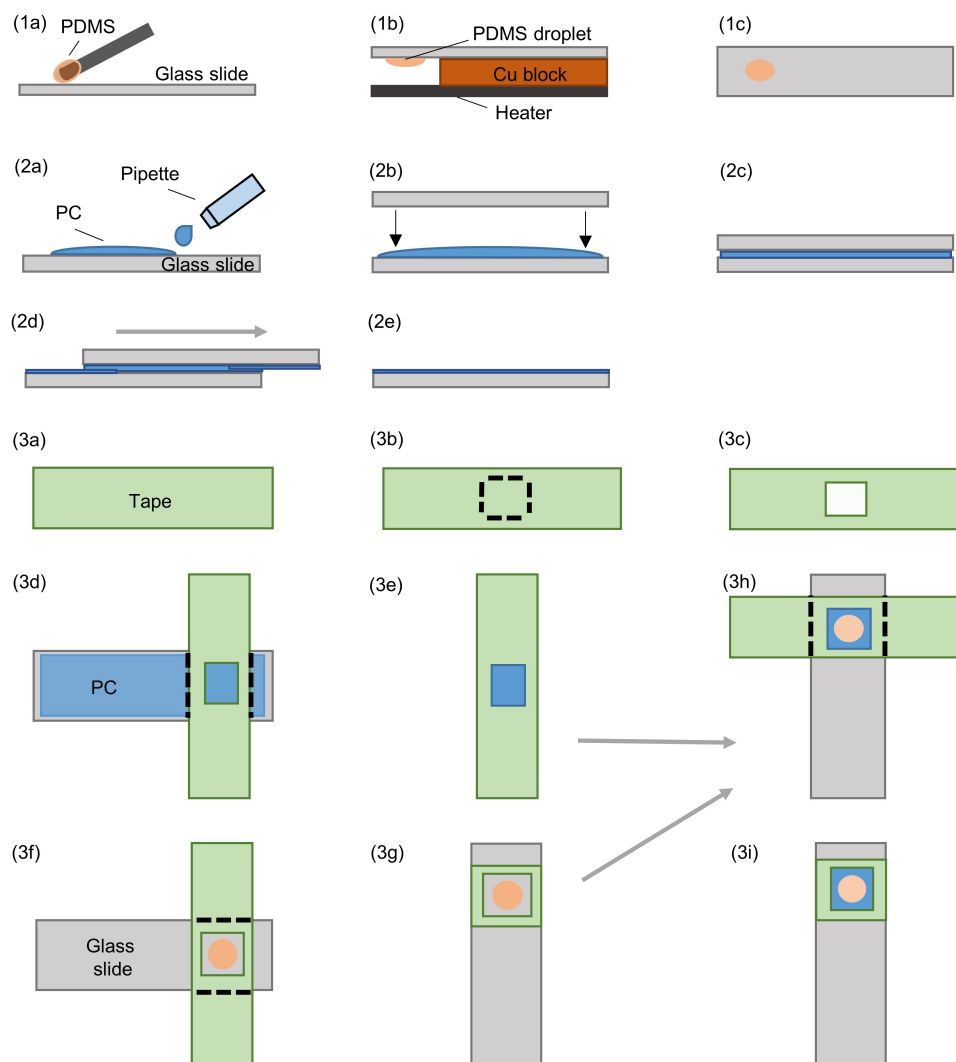 (1a)
PDMS
Glass slide
(1b)
PDMS droplet
Cu block
Heater
(1c)
(2a)
Pipette
PC
Glass slide
(2b)
(2c)
(2d)
(2e)
(3a)
Tape
(3b)
(3c)
(3d)
PC
(3e)
(3h)
(3f)
Glass
slide
(3g)
(3i)